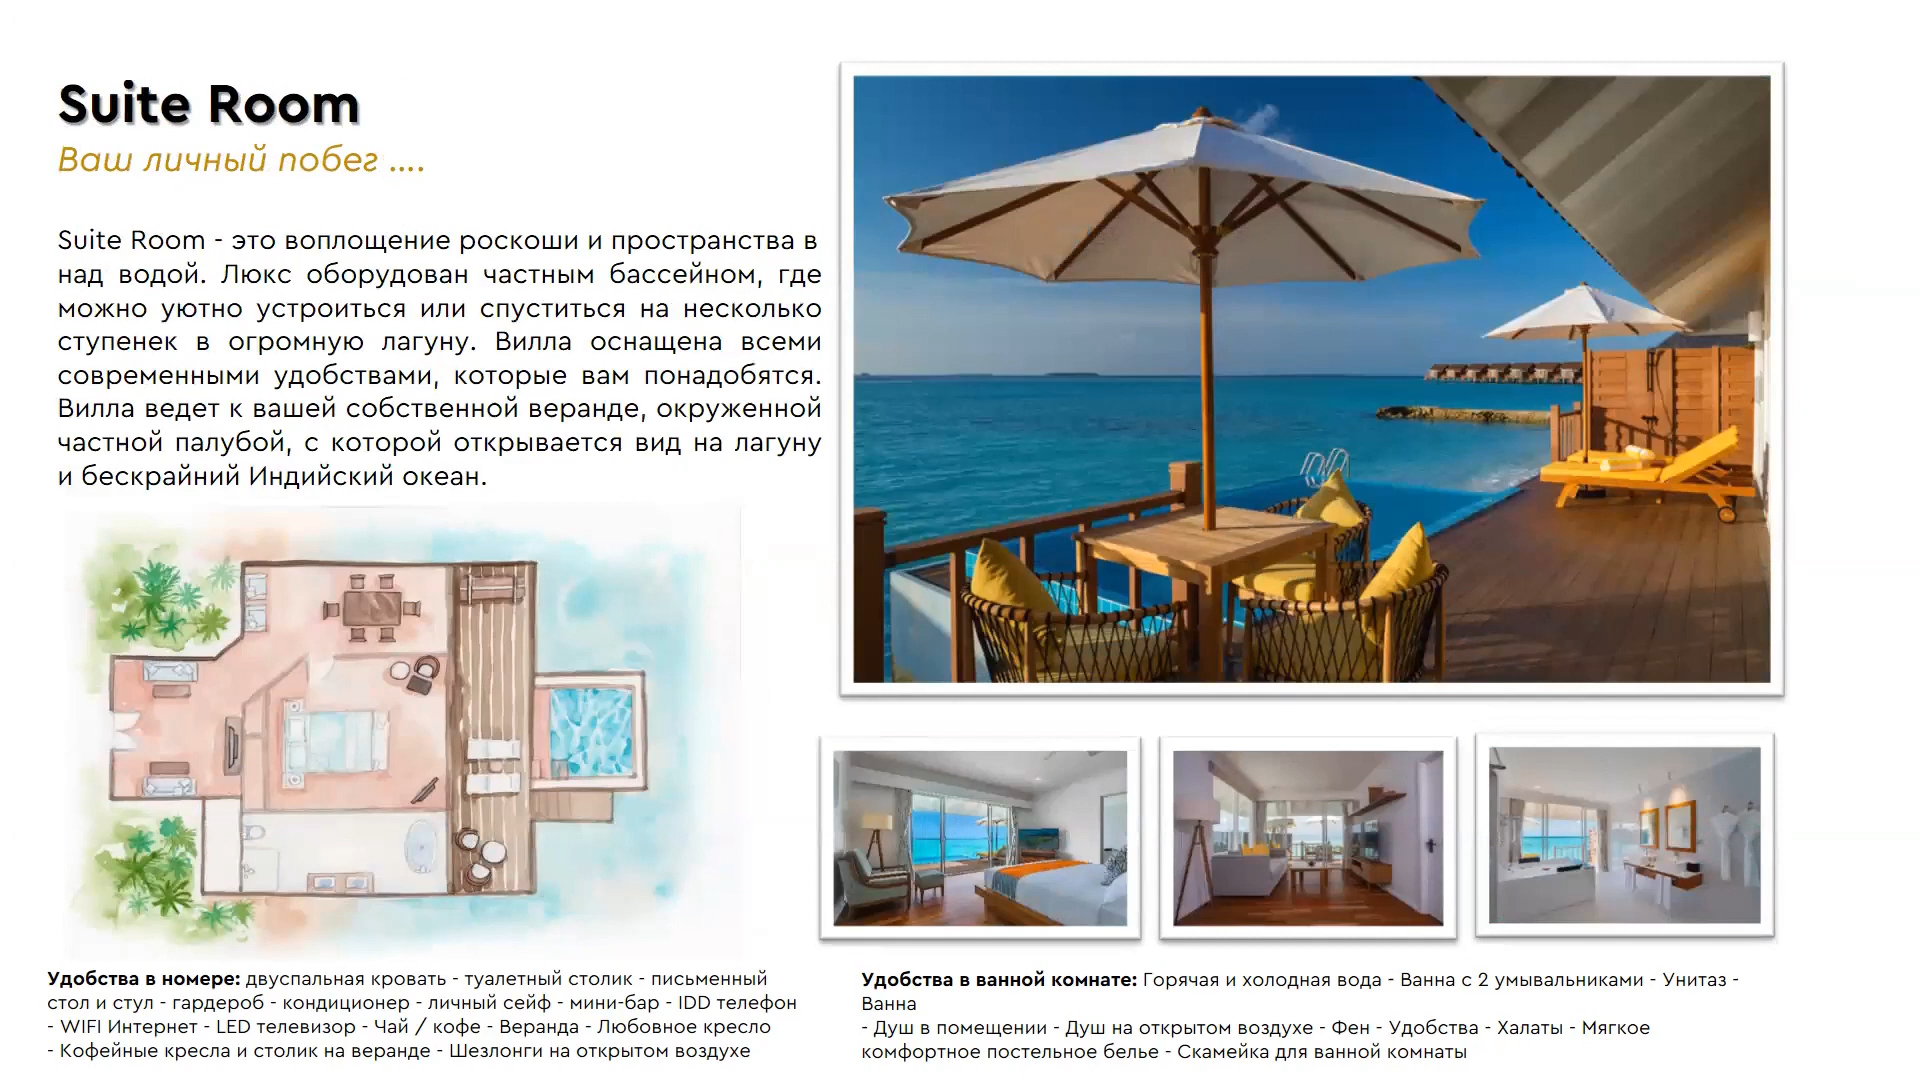 Suite Room
Ваш личный побег ....
Suite Room - это воплощение роскоши и пространства в
над водой. Люкс оборудован частным бассейном, где
можно уютно устроиться или спуститься на несколько
ступенек в огромную лагуну. Вилла оснащена всеми
современными удобствами, которые вам понадобятся.
Вилла ведет к вашей собственной веранде, окруженной
частной палубой, с которой открывается вид на лагуну
и бескрайний Индийский океан.
Удобства в номере: двуспальная кровать - туалетный столик - письменный
стол и стул - гардероб - кондиционер - личный сейф - мини-бар - IDD телефон
- WIFI Интернет - LED телевизор - Чай / кофе - Веранда - Любовное кресло
- Кофейные кресла и столик на веранде - Шезлонги на открытом воздухе
Удобства в ванной комнате: Горячая и холодная вода - Ванна с 2 умывальниками - Унитаз -
Ванна
- Душ в помещении - Душ на открытом воздухе - Фен - Удобства - Халаты - Мягкое
комфортное постельное белье - Скамейка для ванной комнаты